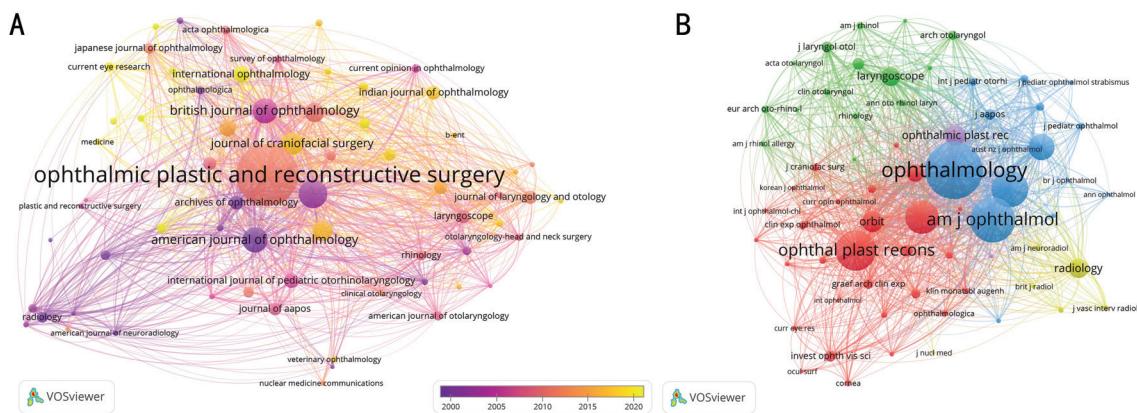 A
acta ophthalmologica
japanese journal of ophthalmology
survey of ophthalmology
current eye research
international ophthalmology
current opinion in ophthalmology
ophthalmologica
indian journal of ophthalmology
british journal of ophthalmology
b-ent
medicine
journal of craniofacial surgery
ophthalmic plastic and reconstructive surgery
journal of laryngology and otology
archives of ophthalmology
plastic and reconstructive surgery
laryngoscope
american journal of ophthalmology
otolaryngology-head and neck surgery
rhinology
international journal of pediatric otorhinolaryngology
clinical otolaryngology
journal of aapos
radiology
american journal of otolaryngology
american journal of neuroradiology
veterinary ophthalmology
nuclear medicine communications
VOSviewer
2000 2005 2010 2015 2020
B
am j rhinol
arch otolaryngol
j laryngol otol
acta oto-laryngol
laryngoscope
int j pediatr otorhi
j pediatr ophthalmol strabismus
clin otolaryngol
ann oto rhinol laryn
eur arch oto-rhino-l
rhinology
j aapos
j pediatr ophthalmol
ophthalmic plast rec
aust nz j ophthalmol
am j rhinol allergy
j craniofac surg
ophthalmology
korean j ophthalmol
br j ophthalmol
curr opin ophthalmol
ann ophthalmol
int j ophthalmol-chi
orbit
am j ophthalmol
clin exp ophthalmol
am j neuroradiol
ophthal plast recons
radiology
graef arch clin exp
klin monatsbl augenh
brit j radiol
int ophthalmol
ophthalmologica
j vasc interv radiol
curr eye res
invest ophth vis sci
j nucl med
ocul surf
cornea
VOSviewer